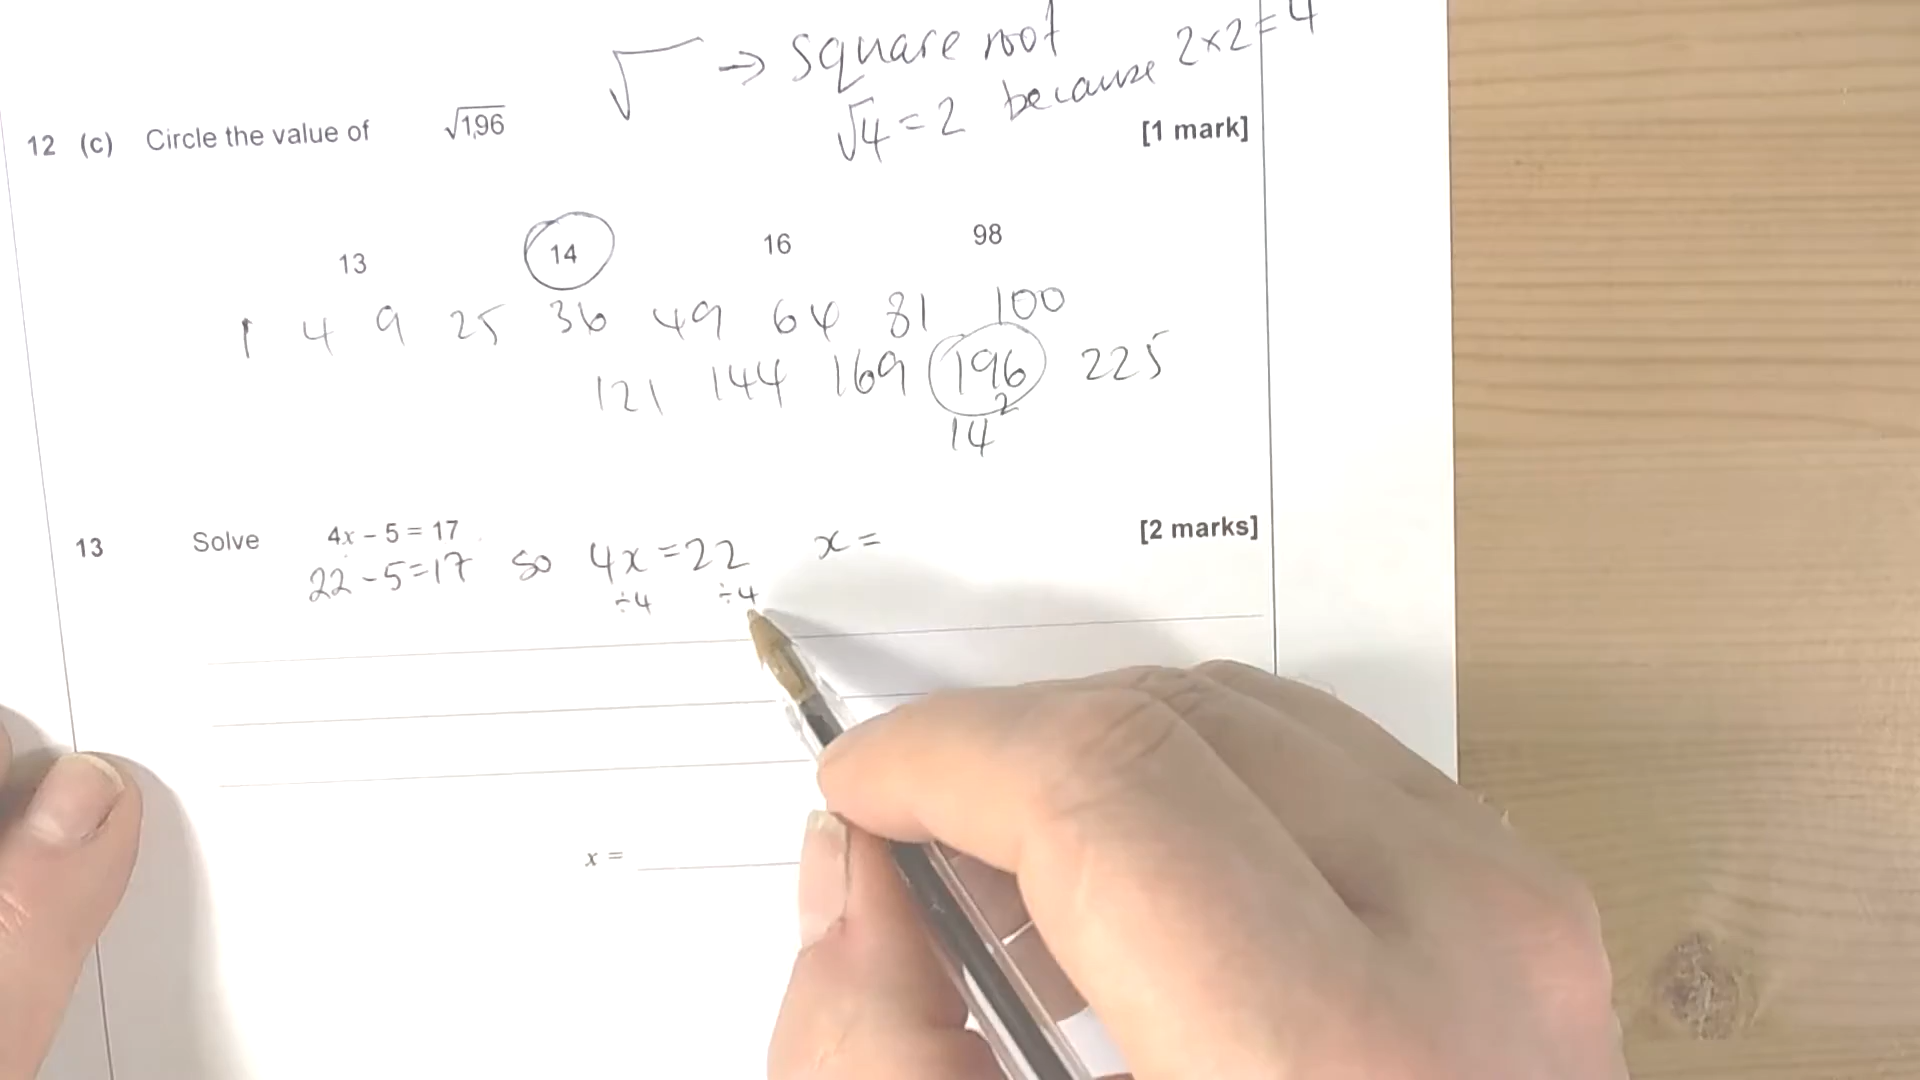 √ → square root
√4 = 2 because 2×2=4
12 (c) Circle the value of √196 [1 mark]
13 14 16 98
1 4 9 25 36 49 64 81 100
121 144 169 196 225
14²
13 Solve 4x – 5 = 17 [2 marks]
22 -5=17 so 4x =22 x =
÷4 ÷4
x =